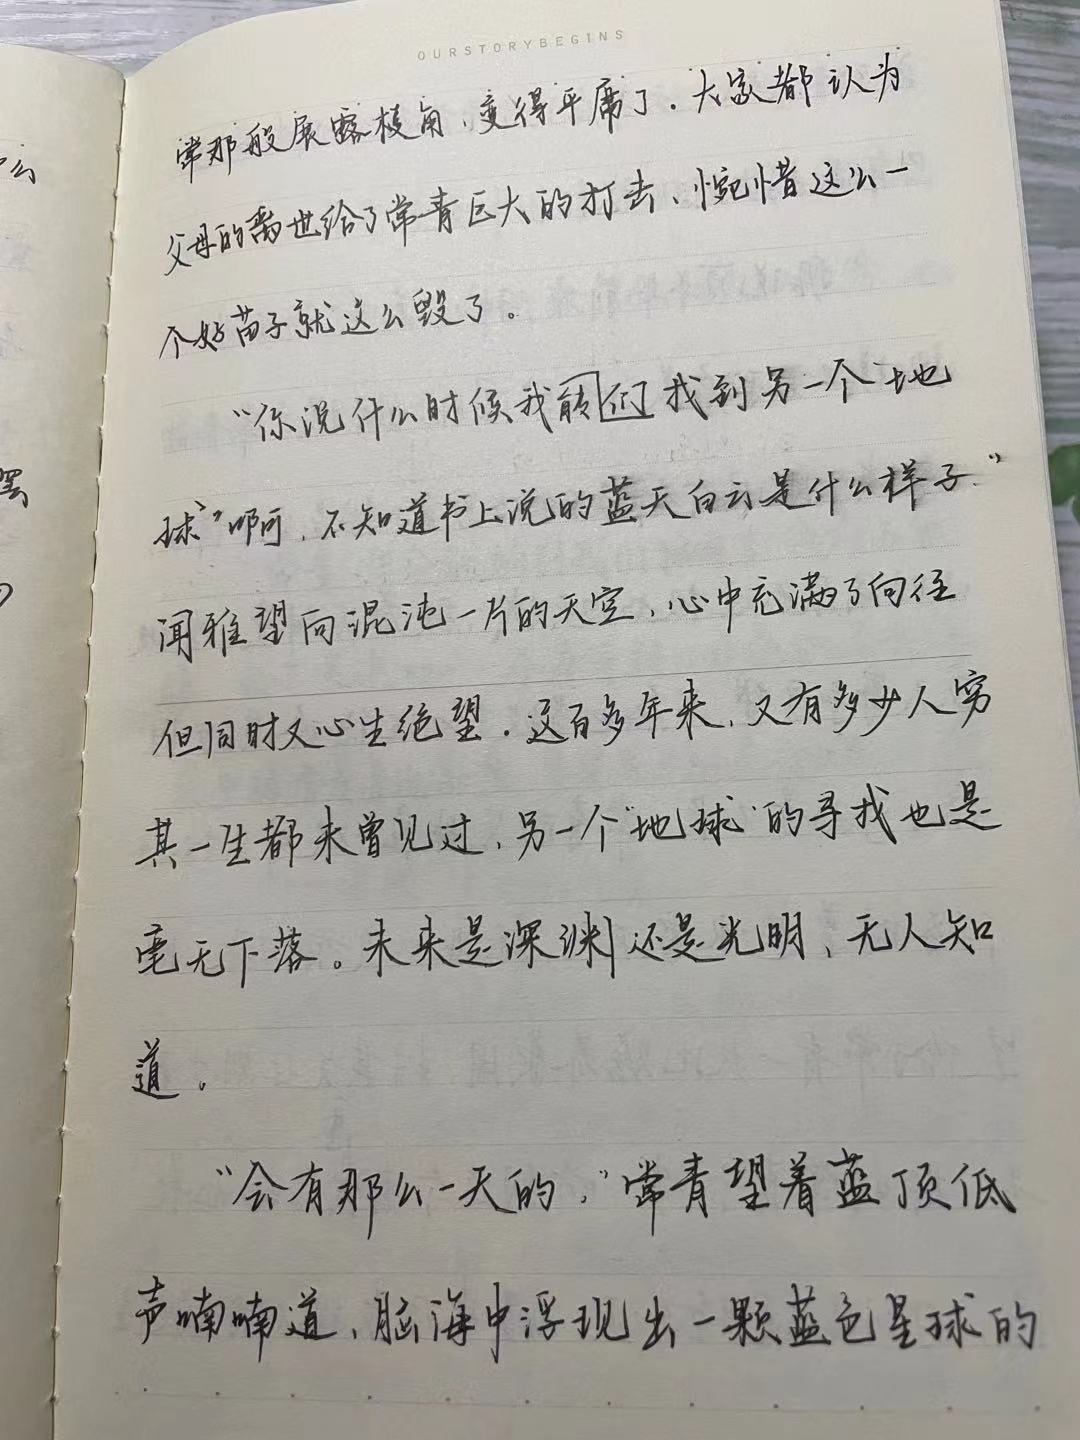 OURSTORYBEGINS
常那般展露棱角，变得平庸了。大家都认为
父母的离世给了常青巨大的打击、惋惜这么一
个好苗子就这么毁了。
“你说什么时候我能们找到另一个“地
球”啊，不知道书上说的蓝天白云是什么样子.”
闻雅望向混沌一片的天空，心中充满了向往
但同时又心生绝望。这百多年来，又有多少人穷
其一生都未曾见过，另一个“地球”的寻找也是
毫无下落。未来是深渊还是光明，无人知
道。
“会有那么一天的，”常青望着蓝顶低
声喃喃道，脑海中浮现出一颗蓝色星球的